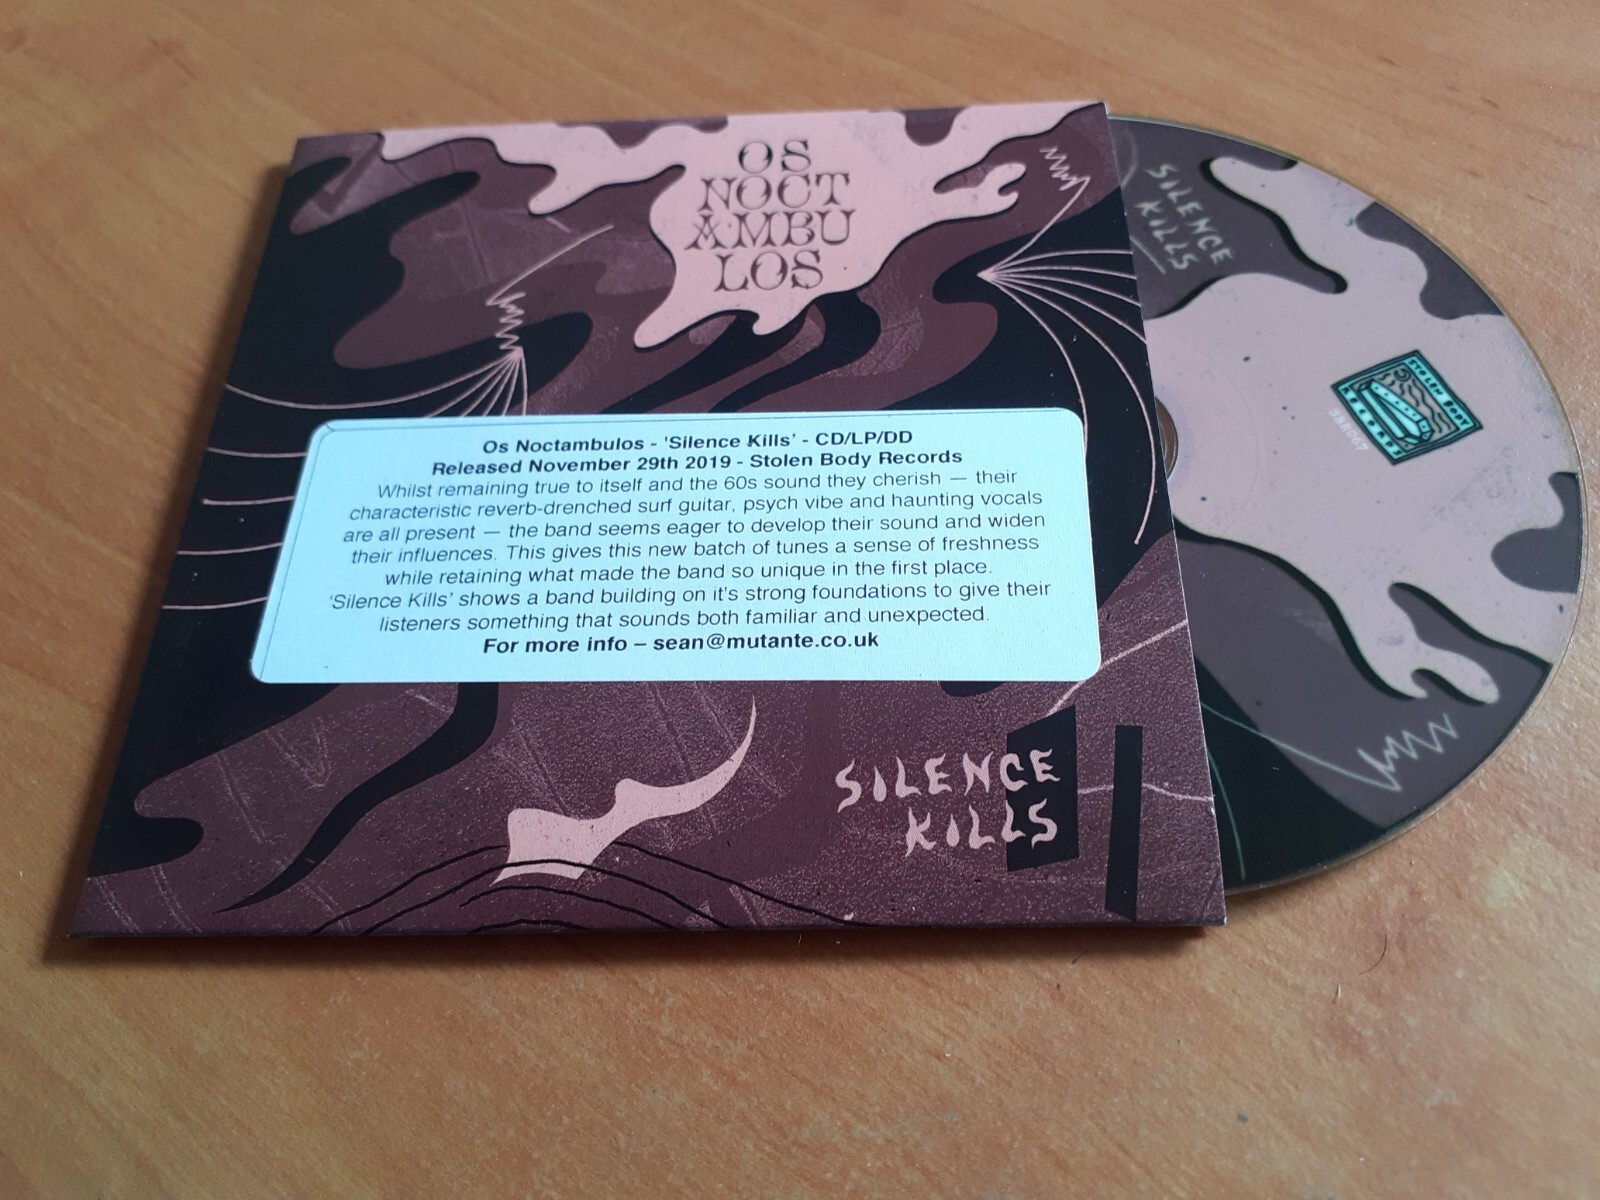 OS
NOCT
AMBU
LOS
Os Noctambulos - 'Silence Kills' - CD/LP/DD
Released November 29th 2019 - Stolen Body Records
Whilst remaining true to itself and the 60s sound they cherish — their
characteristic reverb-drenched surf guitar, psych vibe and haunting vocals
are all present — the band seems eager to develop their sound and widen
their influences. This gives this new batch of tunes a sense of freshness
while retaining what made the band so unique in the first place.
'Silence Kills' shows a band building on it's strong foundations to give their
listeners something that sounds both familiar and unexpected.
For more info – sean@mutante.co.uk
SILENCE
KILLS
SILENCE
KILLS
STOLEN BODY
RECORDS
SBR067